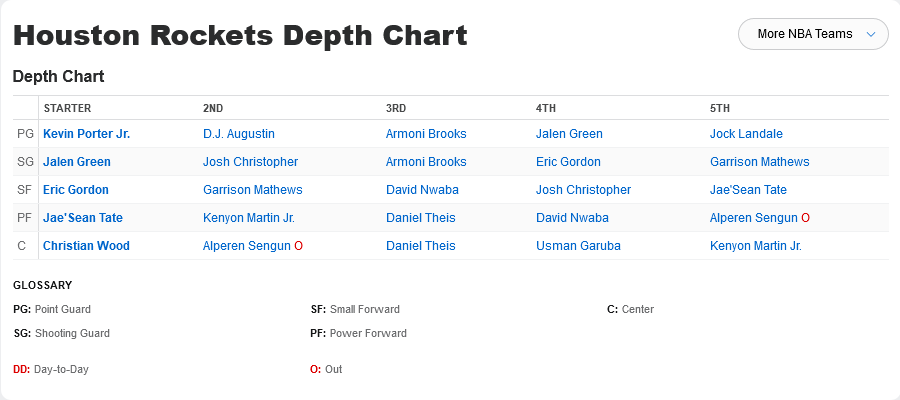 Houston Rockets Depth Chart
More NBA Teams
Depth Chart
STARTER 2ND 3RD 4TH 5TH
PG Kevin Porter Jr. D.J. Augustin Armoni Brooks Jalen Green Jock Landale
SG Jalen Green Josh Christopher Armoni Brooks Eric Gordon Garrison Mathews
SF Eric Gordon Garrison Mathews David Nwaba Josh Christopher Jae'Sean Tate
PF Jae'Sean Tate Kenyon Martin Jr. Daniel Theis David Nwaba Alperen Sengun O
C Christian Wood Alperen Sengun O Daniel Theis Usman Garuba Kenyon Martin Jr.
GLOSSARY
PG: Point Guard SF: Small Forward C: Center
SG: Shooting Guard PF: Power Forward
DD: Day-to-Day O: Out